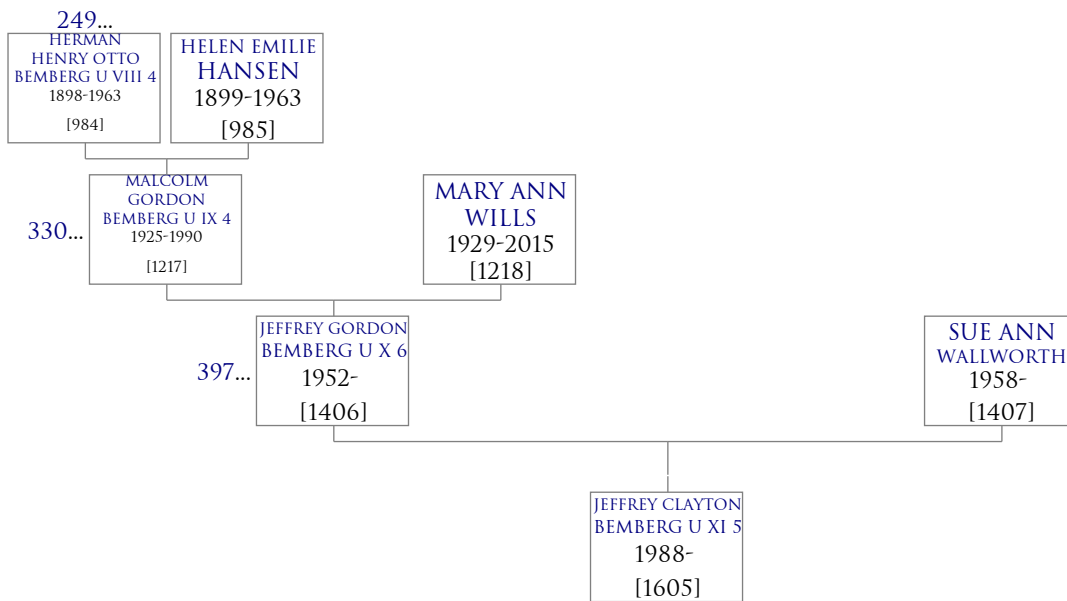 249...
HERMAN
HENRY OTTO
BEMBERG U VIII 4
1898-1963
[984]
HELEN EMILIE
HANSEN
1899-1963
[985]
330...
MALCOLM
GORDON
BEMBERG U IX 4
1925-1990
[1217]
MARY ANN
WILLS
1929-2015
[1218]
397...
JEFFREY GORDON
BEMBERG U X 6
1952-
[1406]
SUE ANN
WALLWORTH
1958-
[1407]
JEFFREY CLAYTON
BEMBERG U XI 5
1988-
[1605]